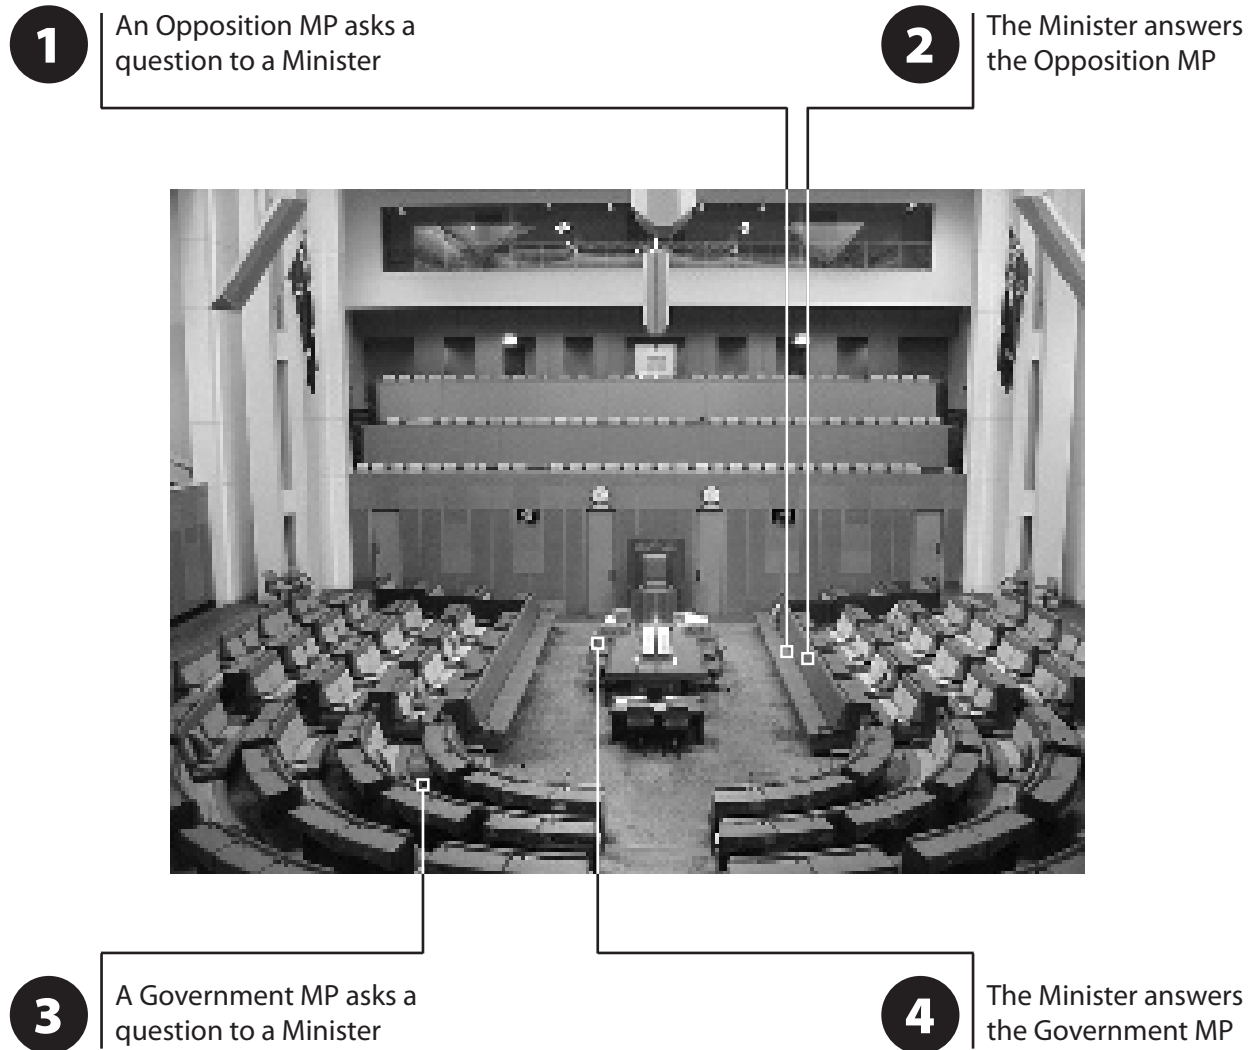 1
An Opposition MP asks a
question to a Minister
2
The Minister answers
the Opposition MP
3
A Government MP asks a
question to a Minister
4
The Minister answers
the Government MP